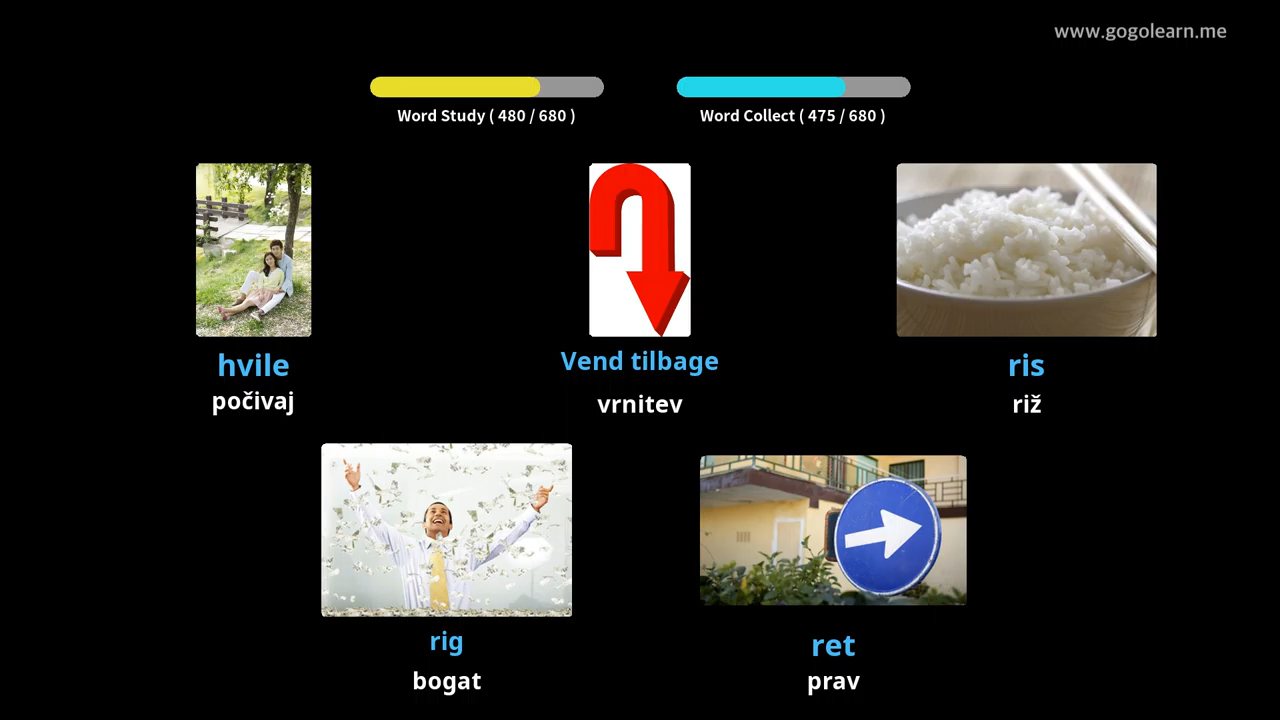 www.gogolearn.me
Word Study ( 480 / 680 )
Word Collect ( 475 / 680 )
hvile
počivaj
Vend tilbage
vrnitev
ris
riž
rig
bogat
ret
prav